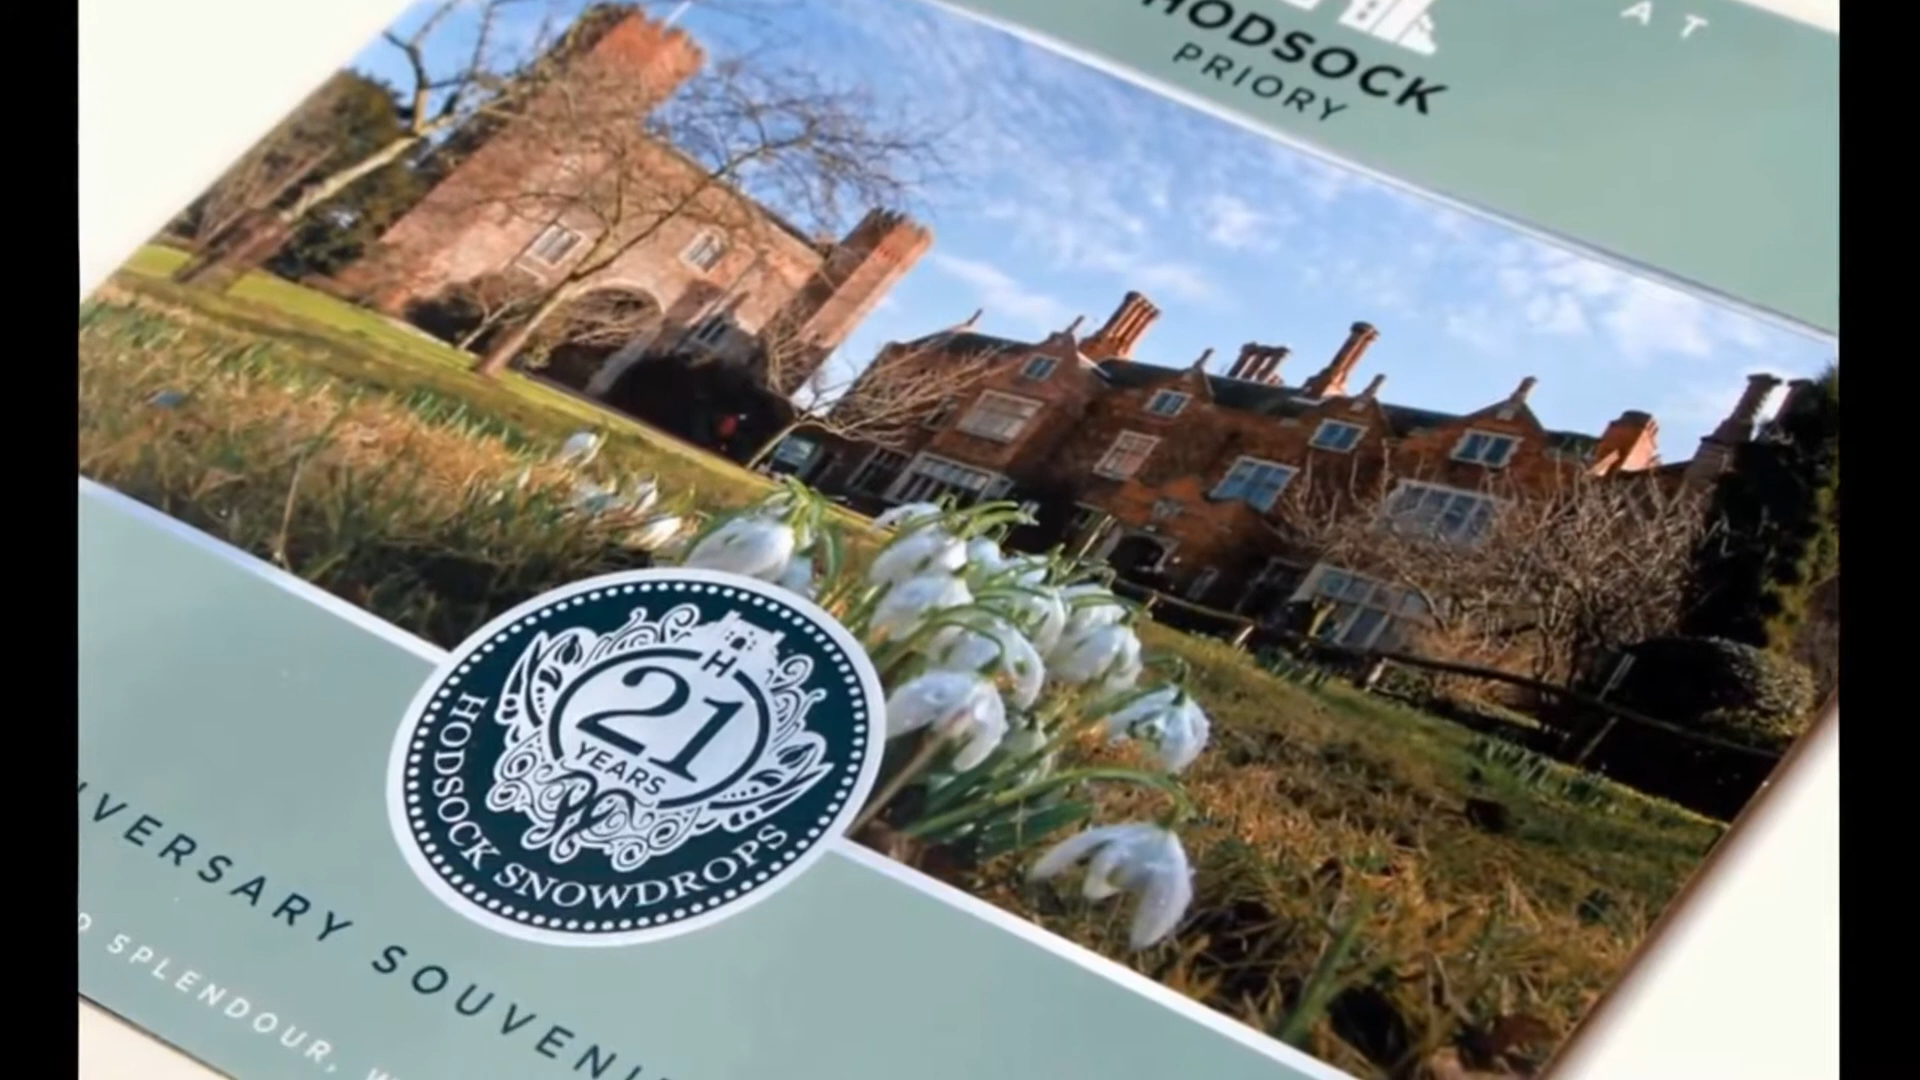 AT
HODSOCK
PRIORY
H
21
YEARS
HODSOCK SNOWDROPS
VERSARY SOUVENI
SPLENDOUR,